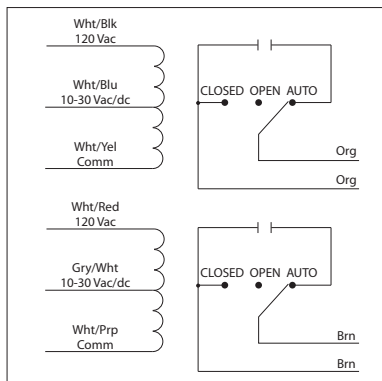 Wht/Blk
120 Vac
Wht/Blu
10-30 Vac/dc
Wht/Yel
Comm
CLOSED OPEN AUTO
Org
Org
Wht/Red
120 Vac
Gry/Wht
10-30 Vac/dc
Wht/Prp
Comm
CLOSED OPEN AUTO
Brn
Brn